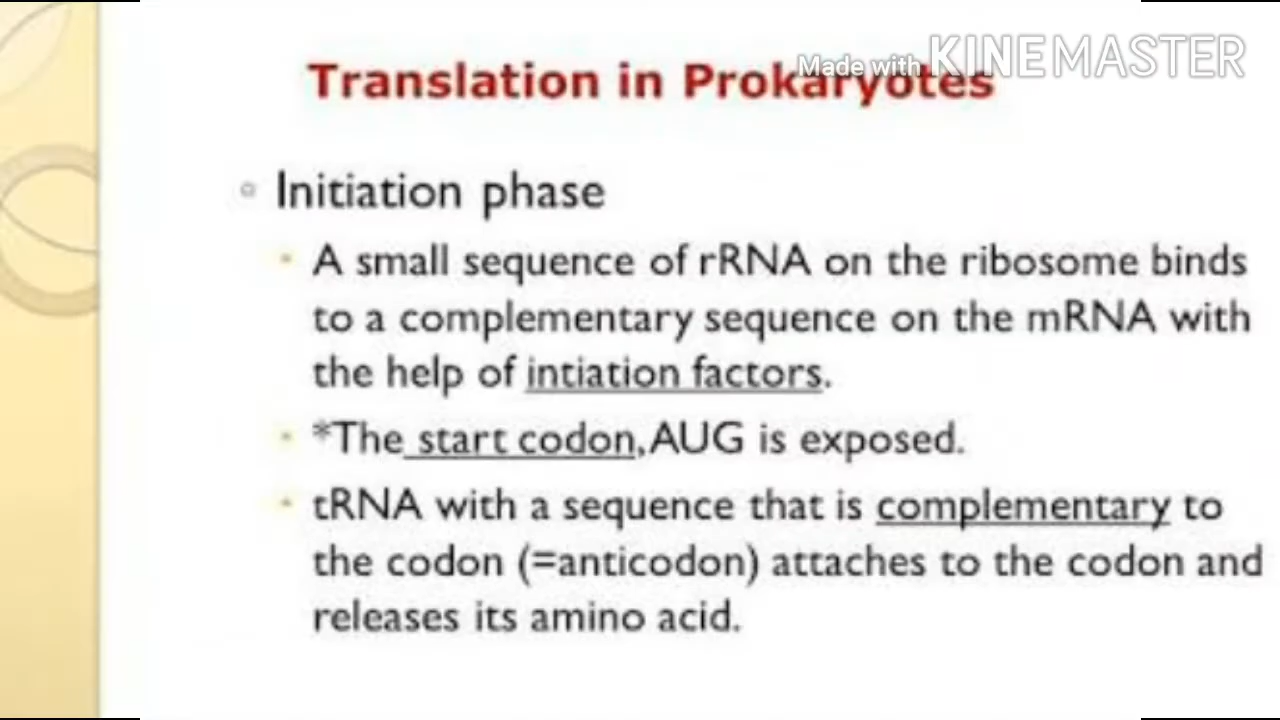 Made with KINEMASTER
Translation in Prokaryotes
Initiation phase
A small sequence of rRNA on the ribosome binds
to a complementary sequence on the mRNA with
the help of intiation factors.
*The start codon,AUG is exposed.
tRNA with a sequence that is complementary to
the codon (=anticodon) attaches to the codon and
releases its amino acid.